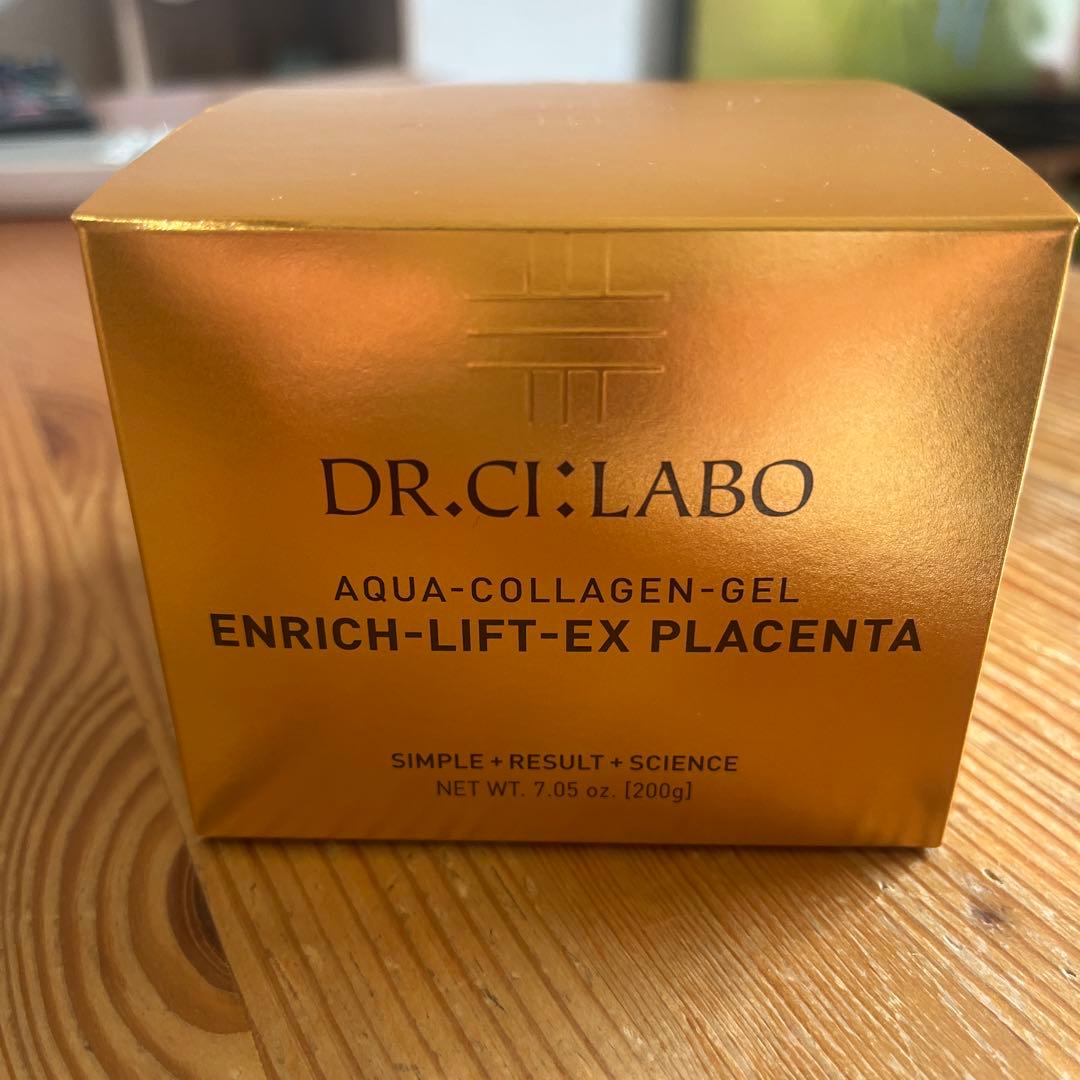 DR.CI:LABO
AQUA-COLLAGEN-GEL
ENRICH-LIFT-EX PLACENTA
SIMPLE + RESULT + SCIENCE
NET WT. 7.05 oz. [200g]